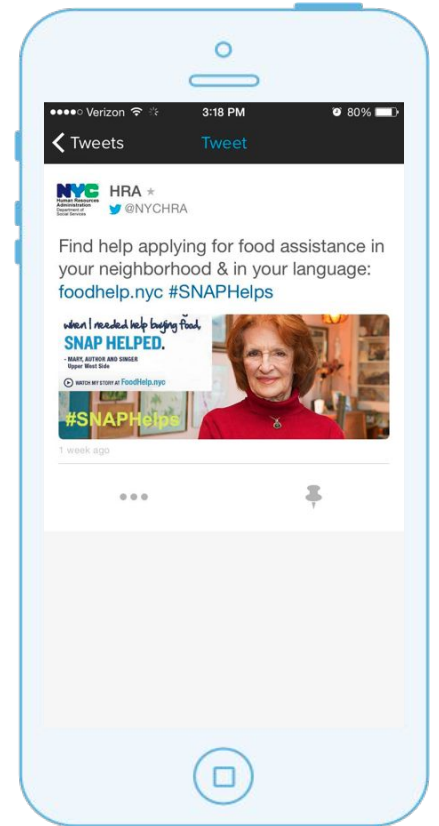 Verizon 3:18 PM 80%
Tweets Tweet
NYC HRA
Human Resources
Administration
Department of
Social Services
@NYCHRA
Find help applying for food assistance in
your neighborhood & in your language:
foodhelp.nyc #SNAPHelps
when I needed help buying food,
SNAP HELPED.
- MARY, AUTHOR AND SINGER
Upper West Side
WATCH MY STORY AT FoodHelp.nyc
#SNAPHelps
1 week ago